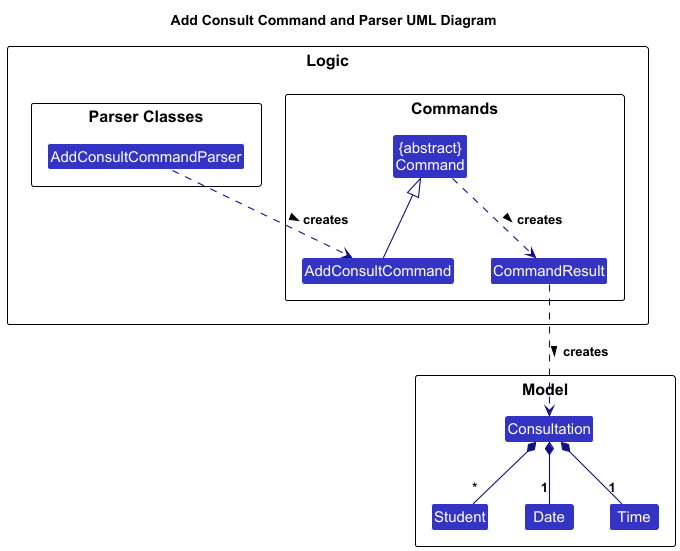 Add Consult Command and Parser UML Diagram
Logic
Parser Classes
AddConsultCommandParser
Commands
{abstract}
Command
creates
creates
AddConsultCommand
CommandResult
creates
Model
Consultation
*
1
1
Student
Date
Time